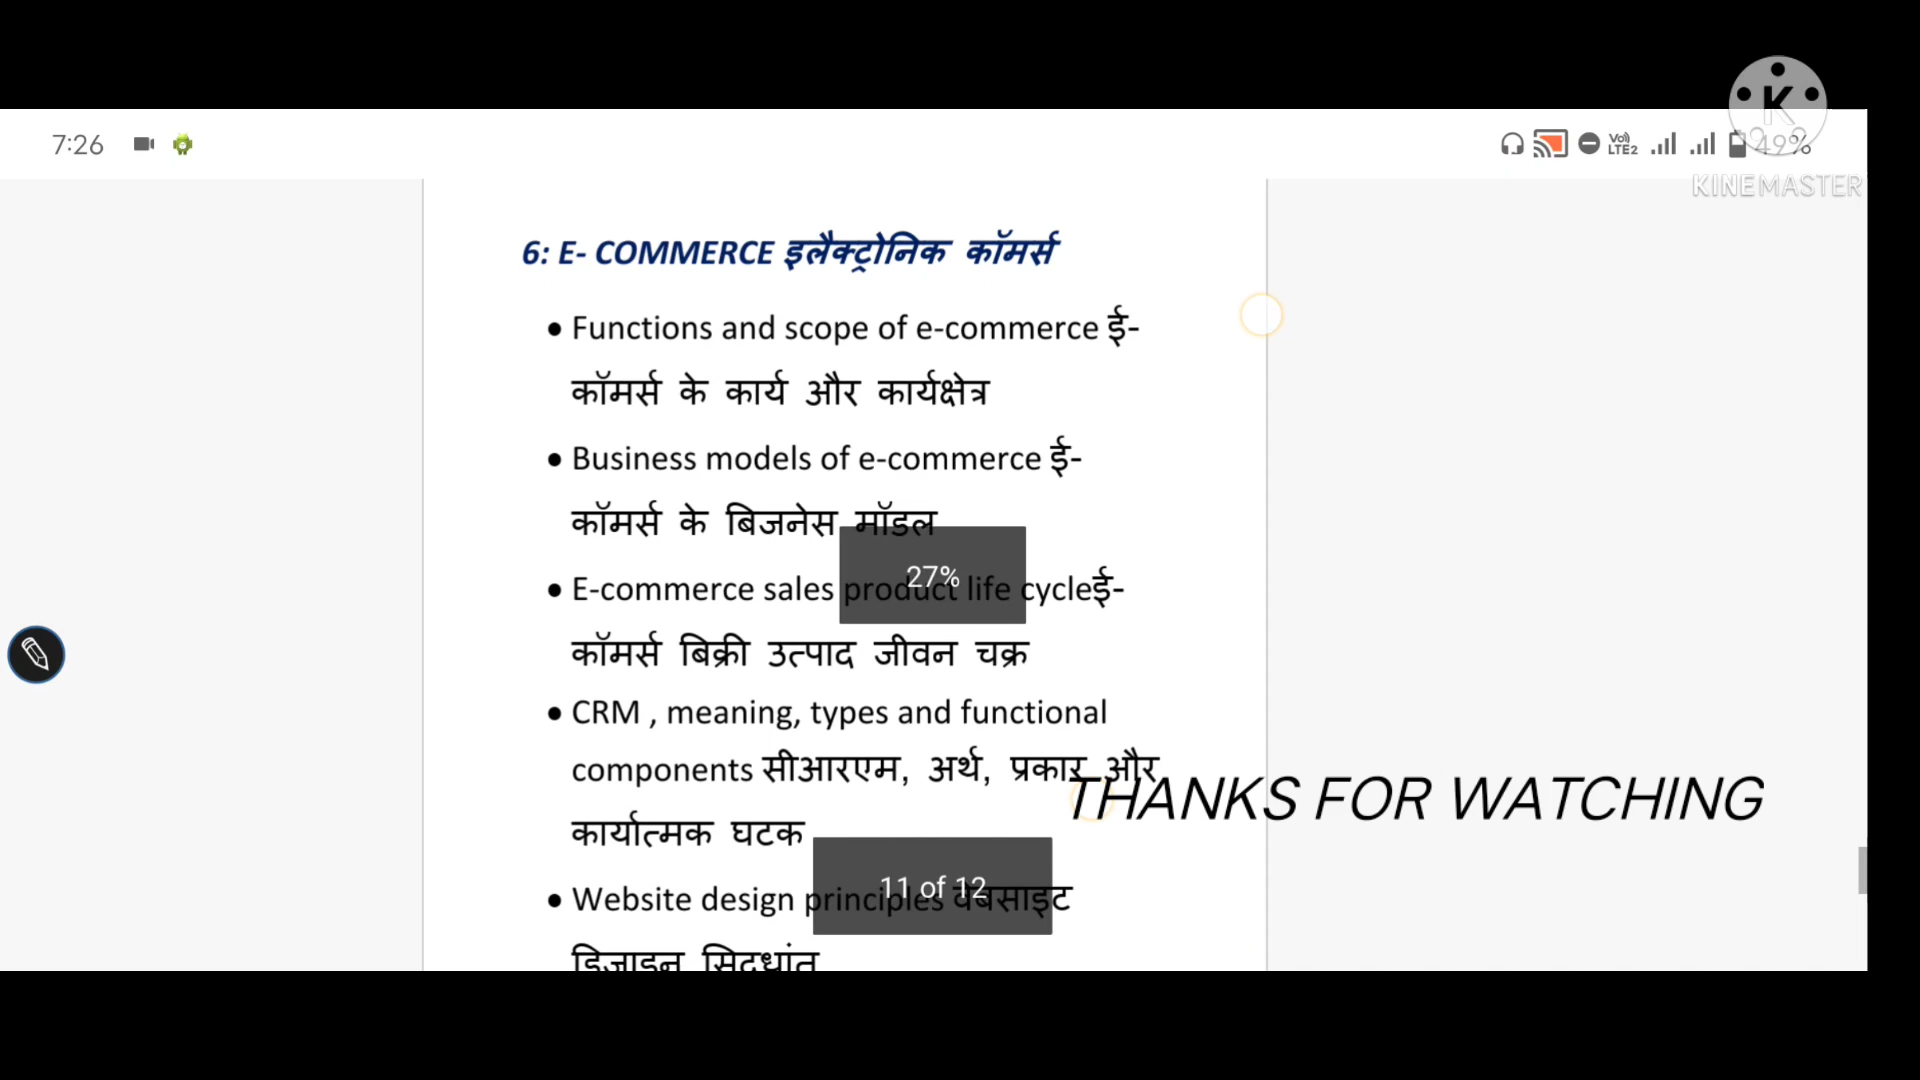 7:26
Vo) LTE2
49%
K
KINEMASTER
6: E- COMMERCE इलैक्ट्रोनिक कॉमर्स
• Functions and scope of e-commerce ई-
कॉमर्स के कार्य और कार्यक्षेत्र
• Business models of e-commerce ई-
कॉमर्स के बिजनेस मॉडल
27%
• E-commerce sales product life cycleई-
कॉमर्स बिक्री उत्पाद जीवन चक्र
• CRM , meaning, types and functional
components सीआरएम, अर्थ, प्रकार और
कार्यात्मक घटक
THANKS FOR WATCHING
11 of 12
• Website design principles वेबसाइट
डिजाइन सिद्धांत